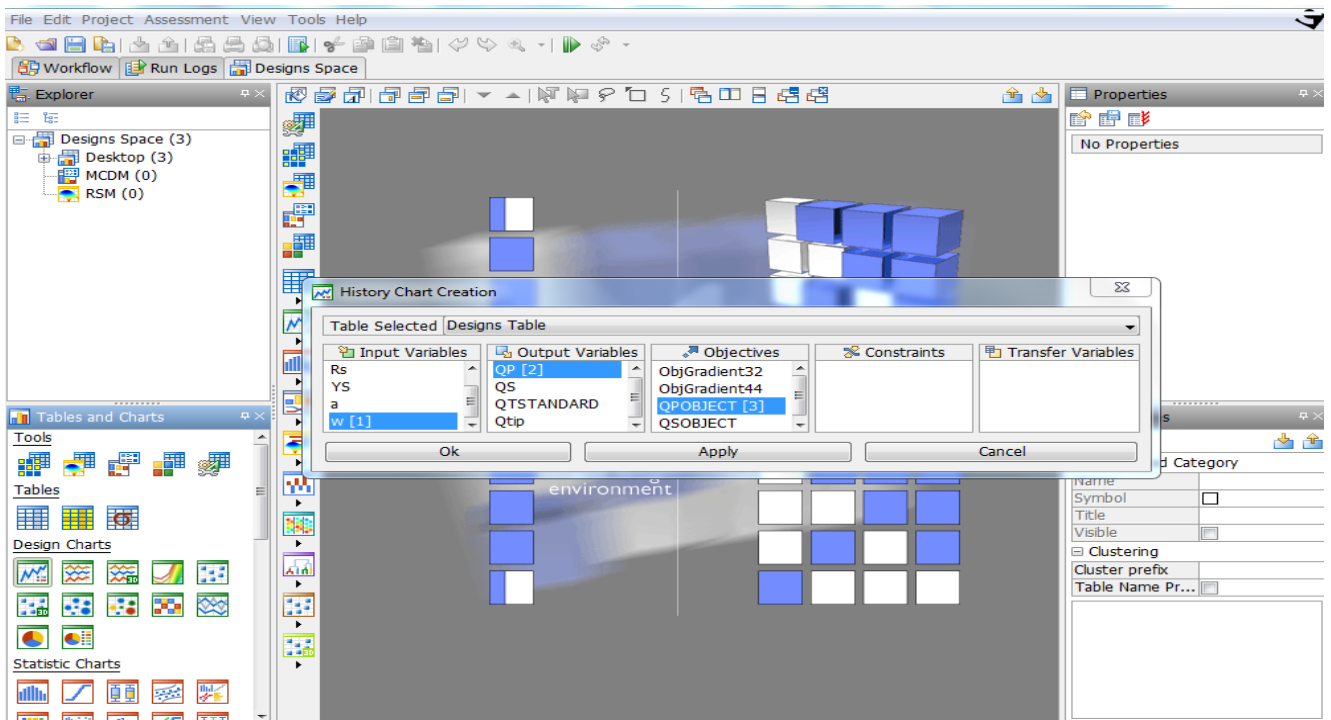 File Edit Project Assessment View Tools Help
Workflow Run Logs Designs Space
Explorer
Designs Space (3)
Desktop (3)
MCDM (0)
RSM (0)
Properties
No Properties
History Chart Creation
Table Selected Designs Table
Input Variables Output Variables Objectives Constraints Transfer Variables
Rs QP [2] ObjGradient32
YS QS ObjGradient44
a QTSTANDARD QPOBJECT [3]
w [1] Qtip QSOBJECT
Ok Apply Cancel
environment
Tables and Charts
Tools
Tables
Design Charts
Statistic Charts
Category
Name
Symbol
Title
Visible
Clustering
Cluster prefix
Table Name Pr...